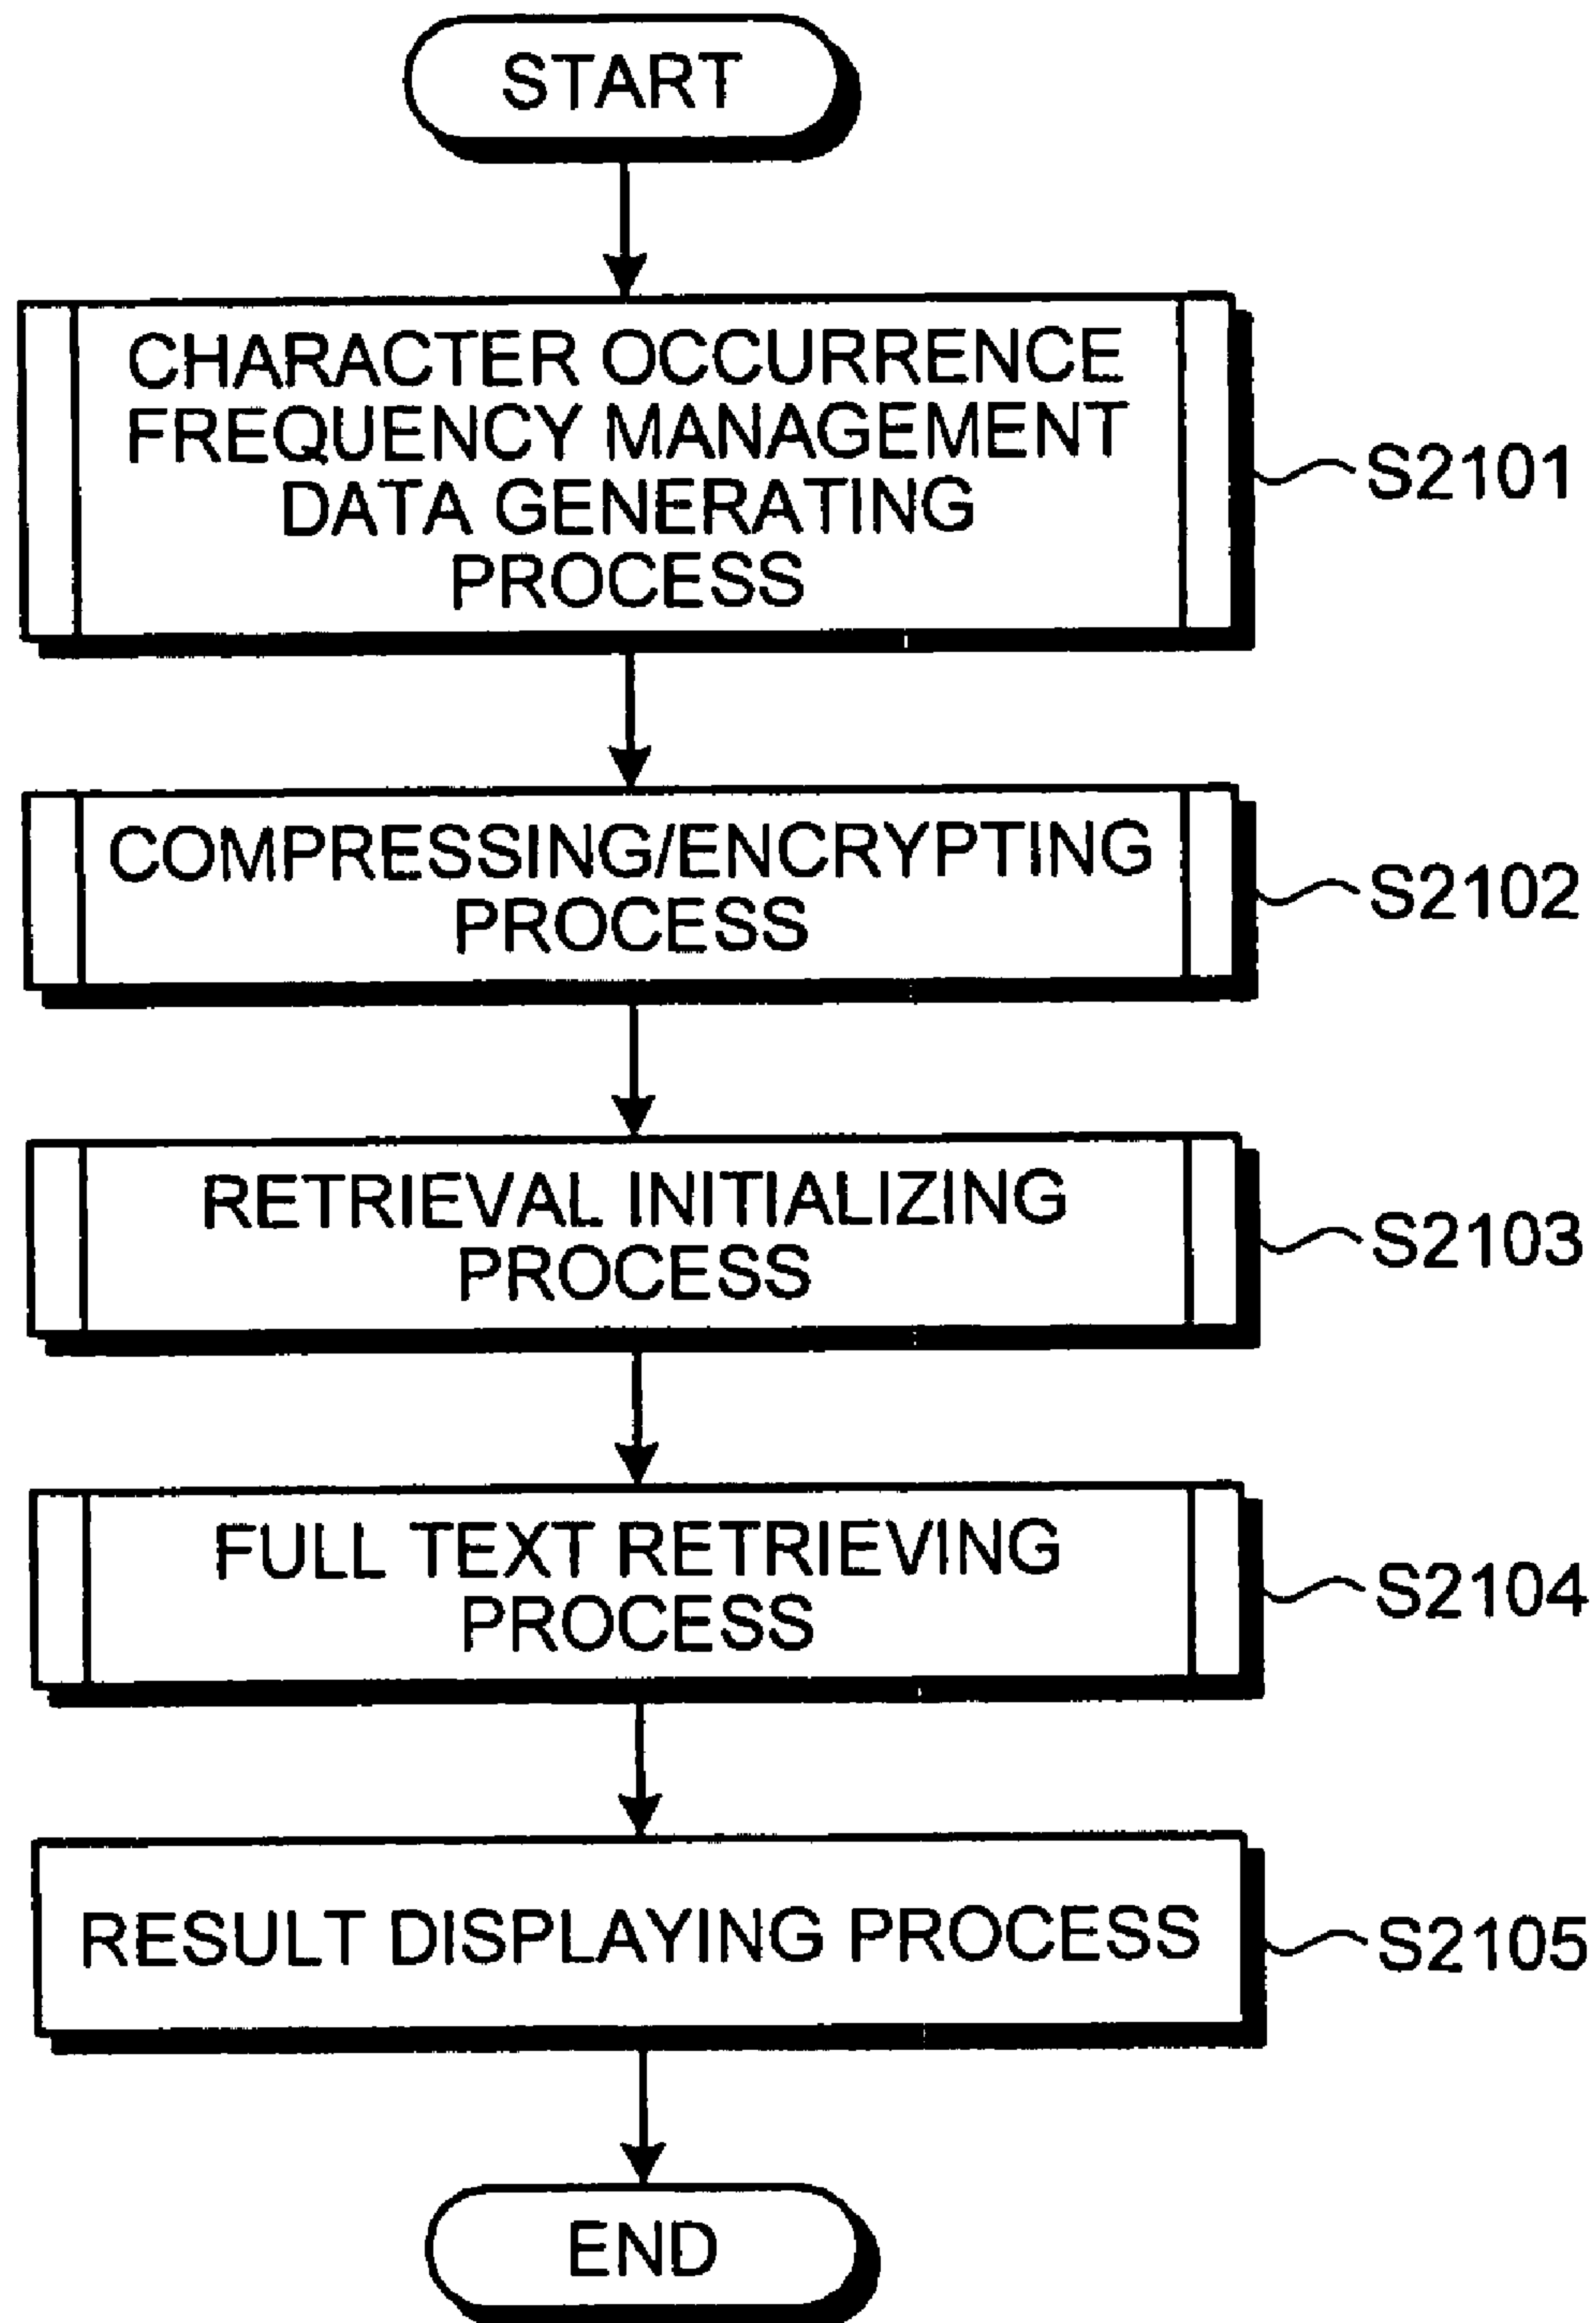 START
CHARACTER OCCURRENCE
FREQUENCY MANAGEMENT
DATA GENERATING
PROCESS
S2101
COMPRESSING/ENCRYPTING
PROCESS
S2102
RETRIEVAL INITIALIZING
PROCESS
S2103
FULL TEXT RETRIEVING
PROCESS
S2104
RESULT DISPLAYING PROCESS
S2105
END